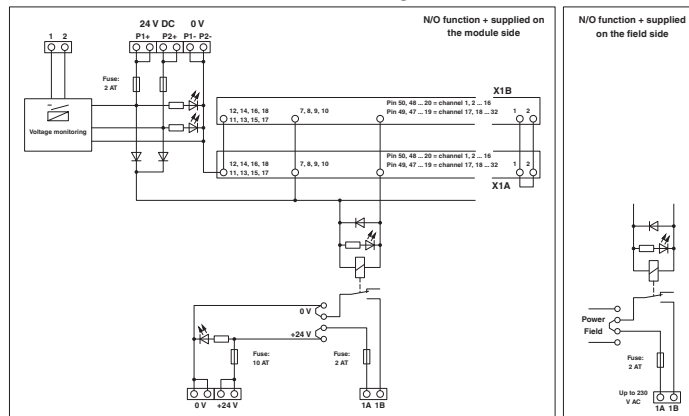 N/O function + supplied on
the module side
24 V DC 0 V
1 2 P1+ P2+ P1- P2-
Fuse:
2 AT
Voltage monitoring
X1B
Pin 50, 48 ... 20 = channel 1, 2 ... 16
12, 14, 16, 18 7, 8, 9, 10 Pin 49, 47 ... 19 = channel 17, 18 ... 32 1 2
11, 13, 15, 17
Pin 50, 48 ... 20 = channel 1, 2 ... 16
12, 14, 16, 18 7, 8, 9, 10 Pin 49, 47 ... 19 = channel 17, 18 ... 32 1 2
11, 13, 15, 17
X1A
0 V
+24 V
Fuse:
10 AT
Fuse:
2 AT
0 V +24 V 1A 1B
N/O function + supplied
on the field side
Power
Field
Fuse:
2 AT
Up to 230
V AC
1A 1B